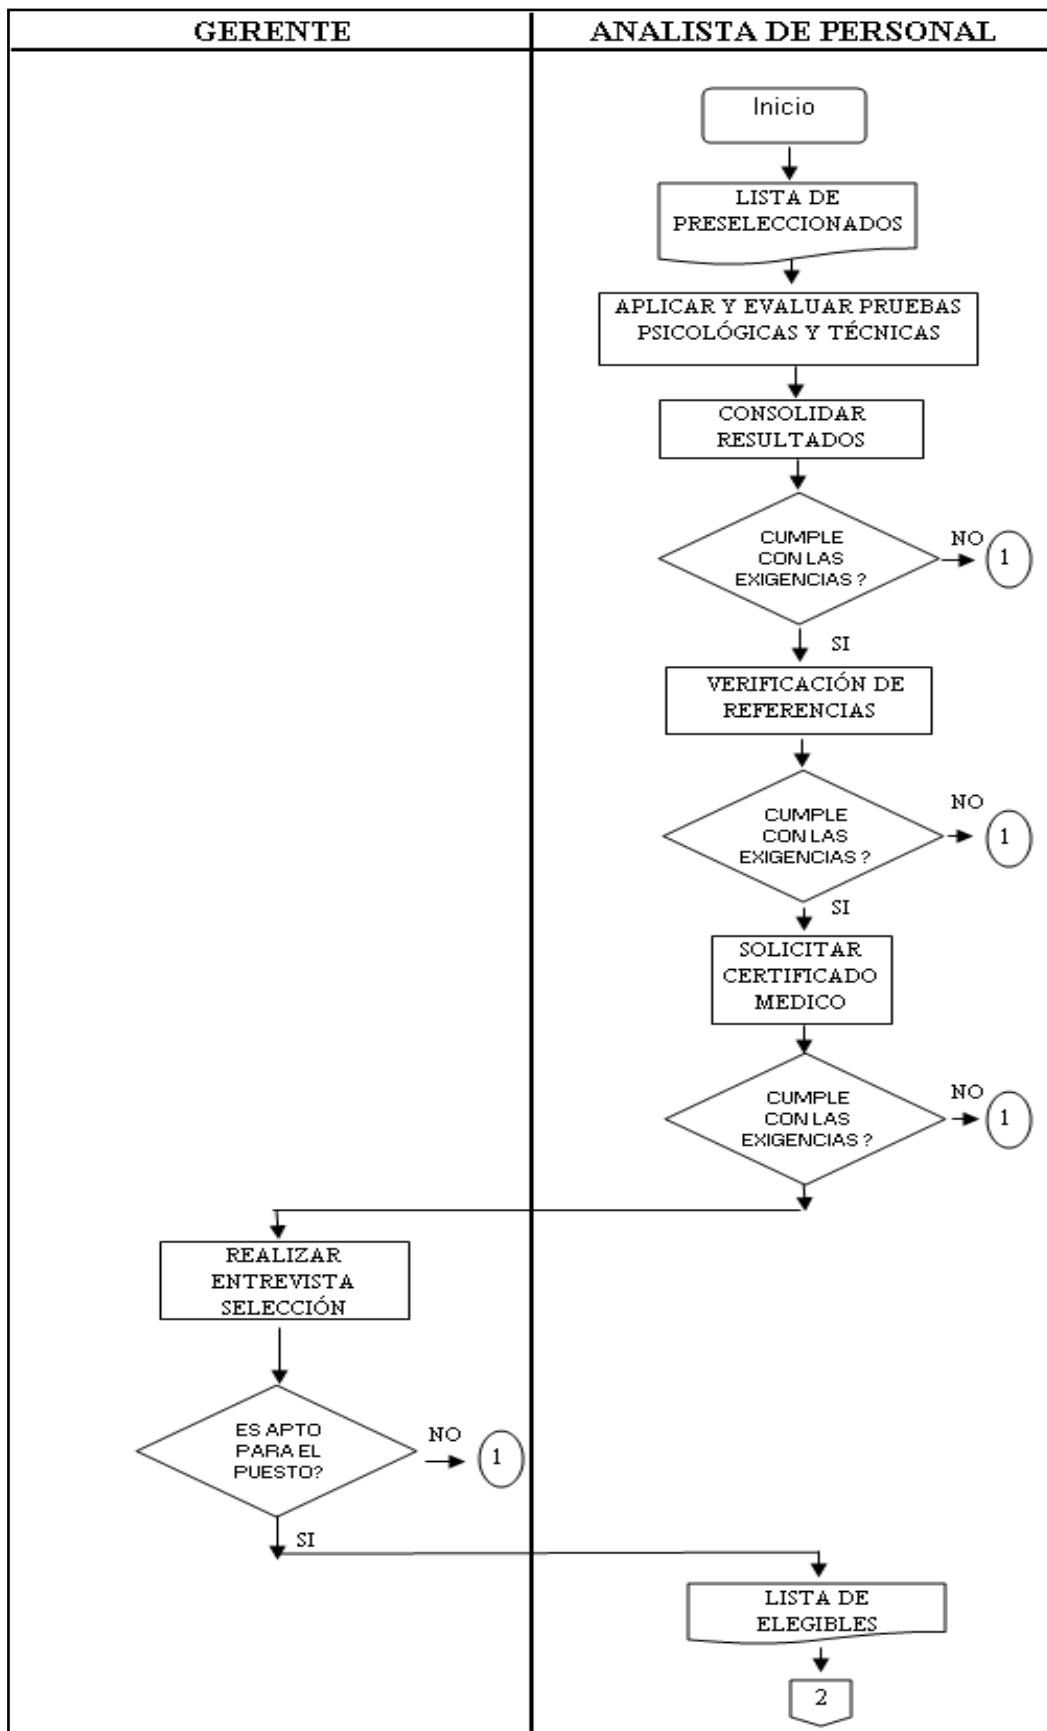 GERENTE
ANALISTA DE PERSONAL
Inicio
LISTA DE
PRESELECCIONADOS
APLICAR Y EVALUAR PRUEBAS
PSICOLÓGICAS Y TÉCNICAS
CONSOLIDAR
RESULTADOS
CUMPLE
CON LAS
EXIGENCIAS ?
NO
1
SI
VERIFICACIÓN DE
REFERENCIAS
CUMPLE
CON LAS
EXIGENCIAS ?
NO
1
SI
SOLICITAR
CERTIFICADO
MEDICO
CUMPLE
CON LAS
EXIGENCIAS ?
NO
1
REALIZAR
ENTREVISTA
SELECCIÓN
ES APTO
PARA EL
PUESTO?
NO
1
SI
LISTA DE
ELEGIBLES
2